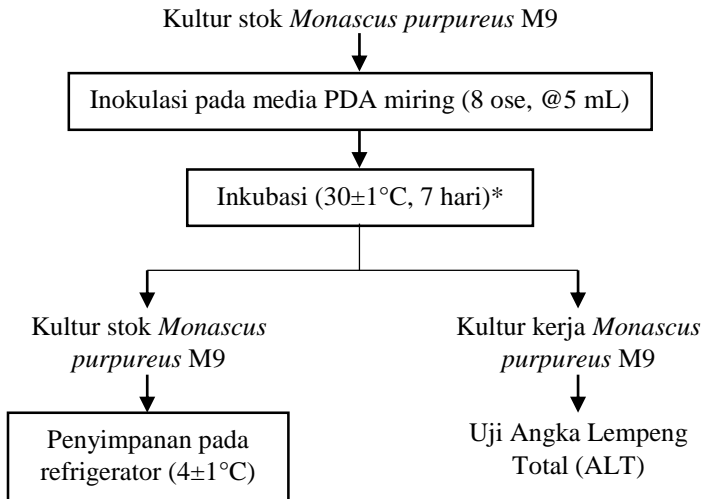 Kultur stok Monascus purpureus M9
Inokulasi pada media PDA miring (8 ose, @5 mL)
Inkubasi (30±1°C, 7 hari)*
Kultur stok Monascus
purpureus M9
Kultur kerja Monascus
purpureus M9
Penyimpanan pada
refrigerator (4±1°C)
Uji Angka Lempeng
Total (ALT)